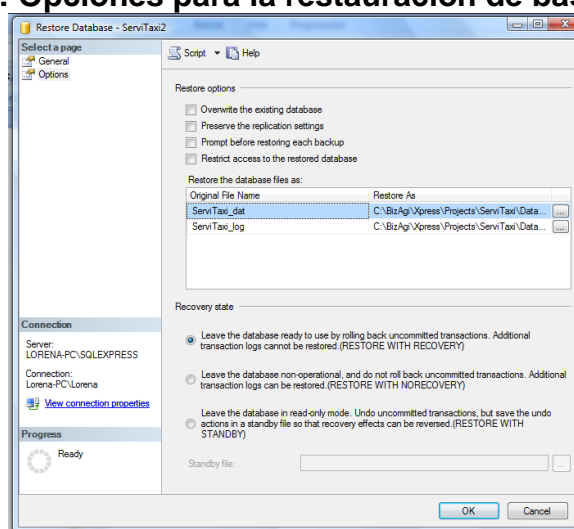 . Opciones para la restauración de bas
Restore Database - ServiTaxi2
Select a page
General
Options
Script Help
Restore options
Overwrite the existing database
Preserve the replication settings
Prompt before restoring each backup
Restrict access to the restored database
Restore the database files as:
Original File Name Restore As
ServiTaxi_dat C:\BizAgi\Xpress\Projects\ServiTaxi\Data... ...
ServiTaxi_log C:\BizAgi\Xpress\Projects\ServiTaxi\Data... ...
Recovery state
Leave the database ready to use by rolling back uncommitted transactions. Additional
transaction logs cannot be restored.(RESTORE WITH RECOVERY)
Leave the database non-operational, and do not roll back uncommitted transactions. Additional
transaction logs can be restored.(RESTORE WITH NORECOVERY)
Leave the database in read-only mode. Undo uncommitted transactions, but save the undo
actions in a standby file so that recovery effects can be reversed.(RESTORE WITH
STANDBY)
Standby file: ...
Connection
Server:
LORENA-PC\SQLEXPRESS
Connection:
Lorena-PC\Lorena
View connection properties
Progress
Ready
OK Cancel